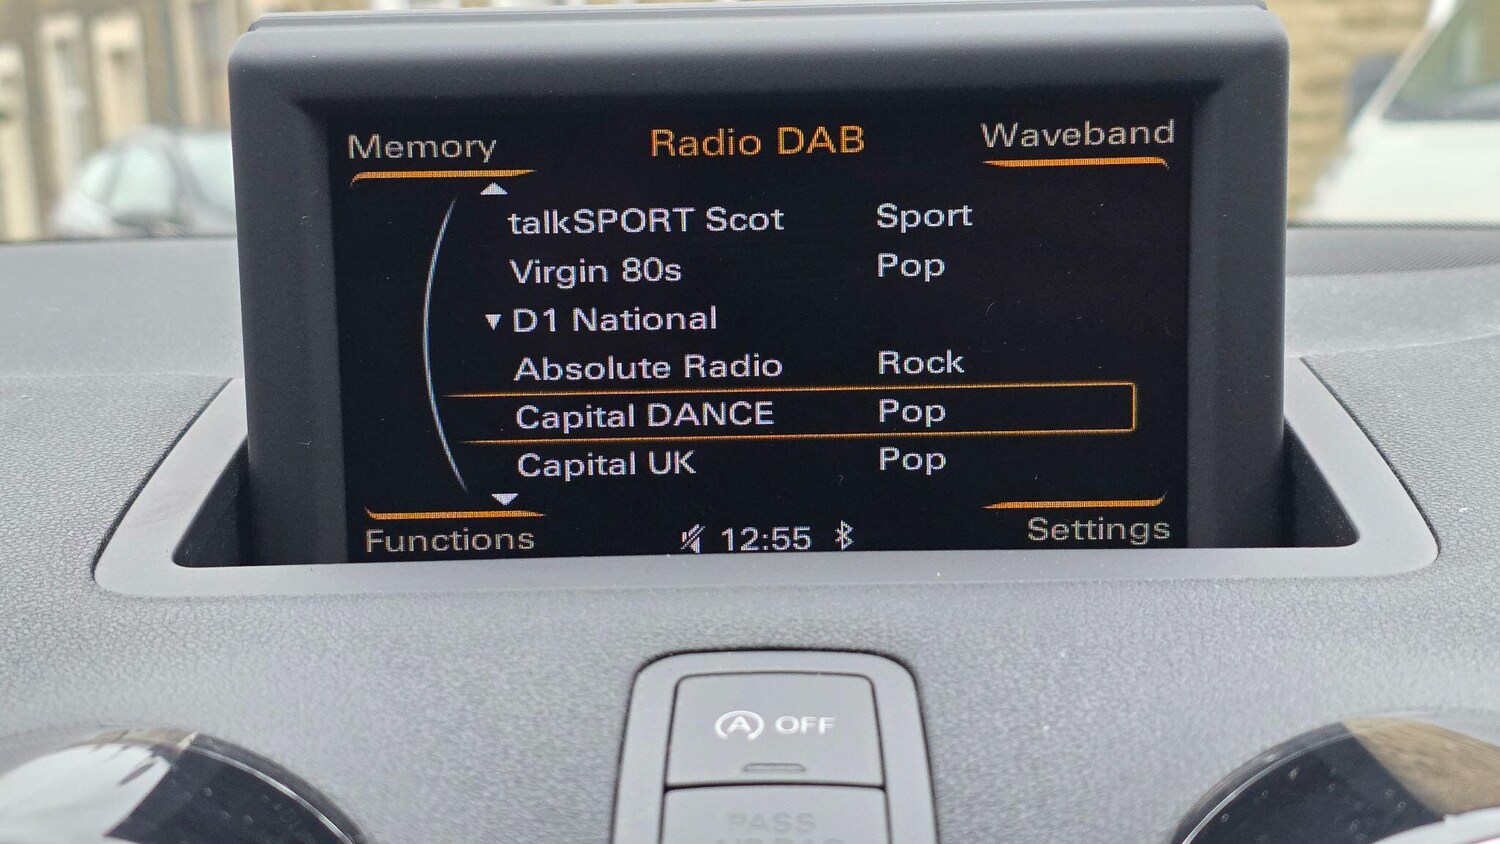 Memory Radio DAB Waveband
talkSPORT Scot Sport
Virgin 80s Pop
D1 National
Absolute Radio Rock
Capital DANCE Pop
Capital UK Pop
Functions 12:55 Settings
A OFF
PASS